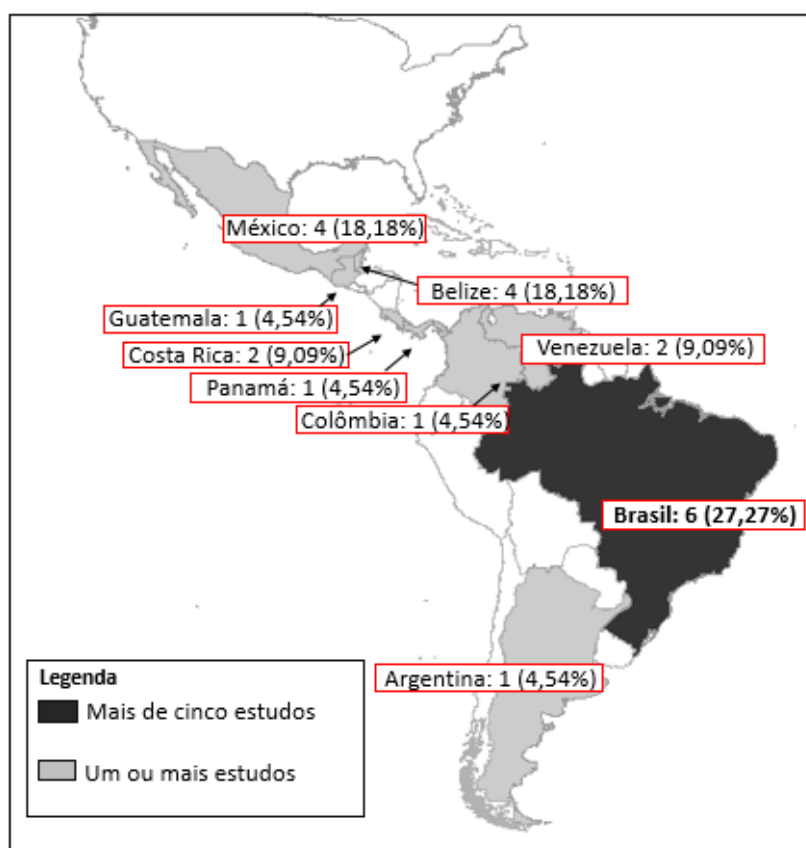 México: 4 (18,18%)
Belize: 4 (18,18%)
Guatemala: 1 (4,54%)
Costa Rica: 2 (9,09%)
Venezuela: 2 (9,09%)
Panamá: 1 (4,54%)
Colômbia: 1 (4,54%)
Brasil: 6 (27,27%)
Argentina: 1 (4,54%)
Legenda
Mais de cinco estudos
Um ou mais estudos